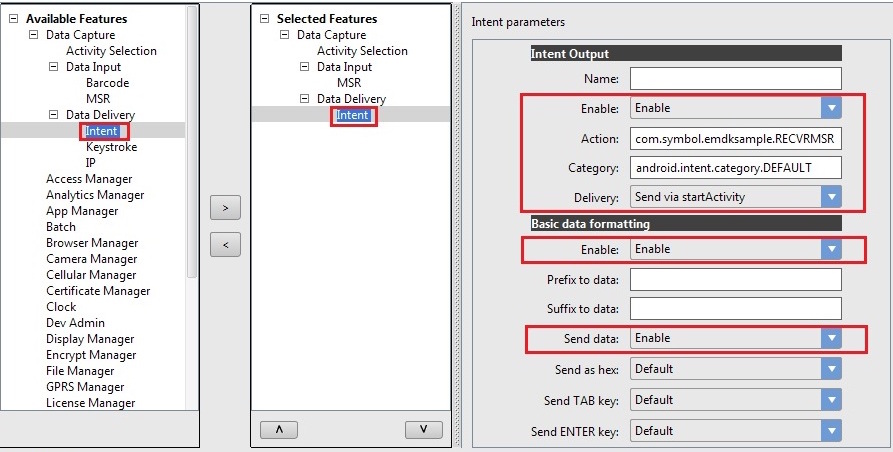 Available Features
Data Capture
Activity Selection
Data Input
Barcode
MSR
Data Delivery
Intent
Keystroke
IP
Access Manager
Analytics Manager
App Manager
Batch
Browser Manager
Camera Manager
Cellular Manager
Certificate Manager
Clock
Dev Admin
Display Manager
Encrypt Manager
File Manager
GPRS Manager
License Manager
>
<
Selected Features
Data Capture
Activity Selection
Data Input
MSR
Data Delivery
Intent
Intent parameters
Intent Output
Name:
Enable: Enable
Action: com.symbol.emdksample.RECVRMSR
Category: android.intent.category.DEFAULT
Delivery: Send via startActivity
Basic data formatting
Enable: Enable
Prefix to data:
Suffix to data:
Send data: Enable
Send as hex: Default
Send TAB key: Default
Send ENTER key: Default